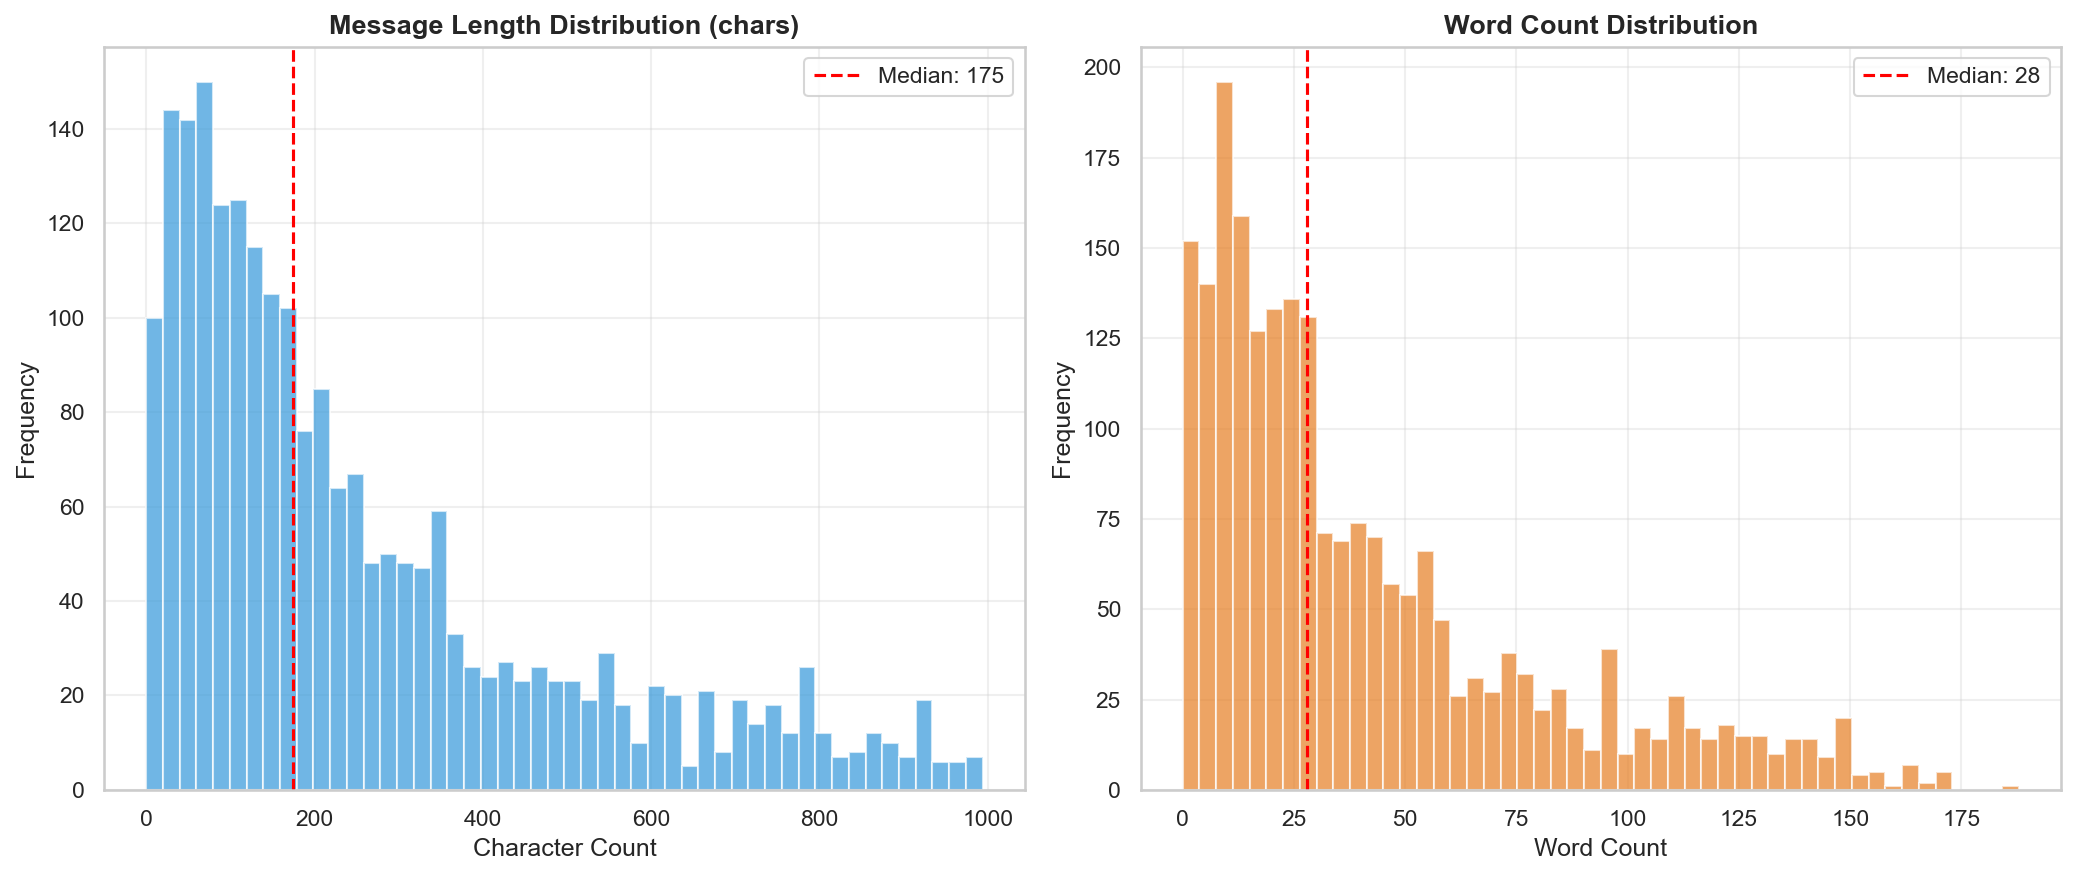 Message Length Distribution (chars)
Median: 175
Frequency
140
120
100
80
60
40
20
0
0 200 400 600 800 1000
Character Count
Word Count Distribution
Median: 28
Frequency
200
175
150
125
100
75
50
25
0
0 25 50 75 100 125 150 175
Word Count